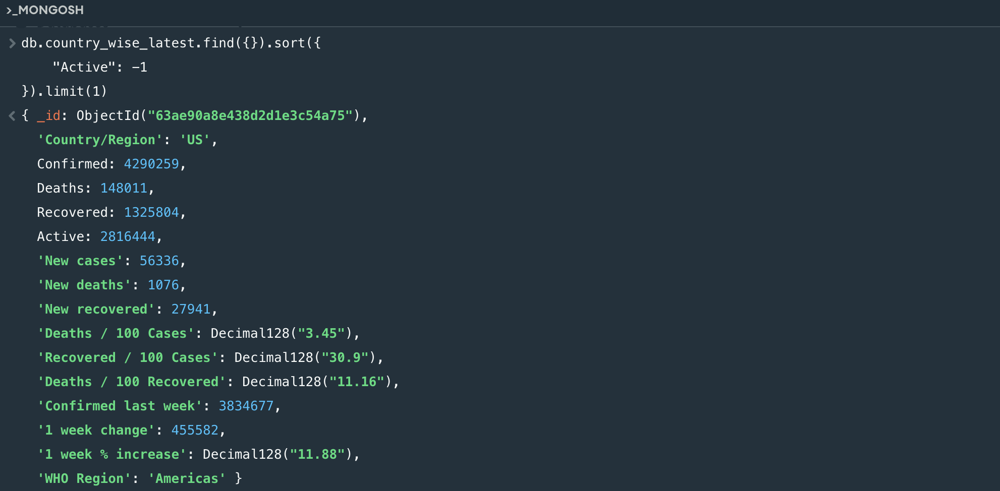 >_MONGOSH
> db.country_wise_latest.find({}).sort({
"Active": -1
}).limit(1)
< { _id: ObjectId("63ae90a8e438d2d1e3c54a75"),
'Country/Region': 'US',
Confirmed: 4290259,
Deaths: 148011,
Recovered: 1325804,
Active: 2816444,
'New cases': 56336,
'New deaths': 1076,
'New recovered': 27941,
'Deaths / 100 Cases': Decimal128("3.45"),
'Recovered / 100 Cases': Decimal128("30.9"),
'Deaths / 100 Recovered': Decimal128("11.16"),
'Confirmed last week': 3834677,
'1 week change': 455582,
'1 week % increase': Decimal128("11.88"),
'WHO Region': 'Americas' }